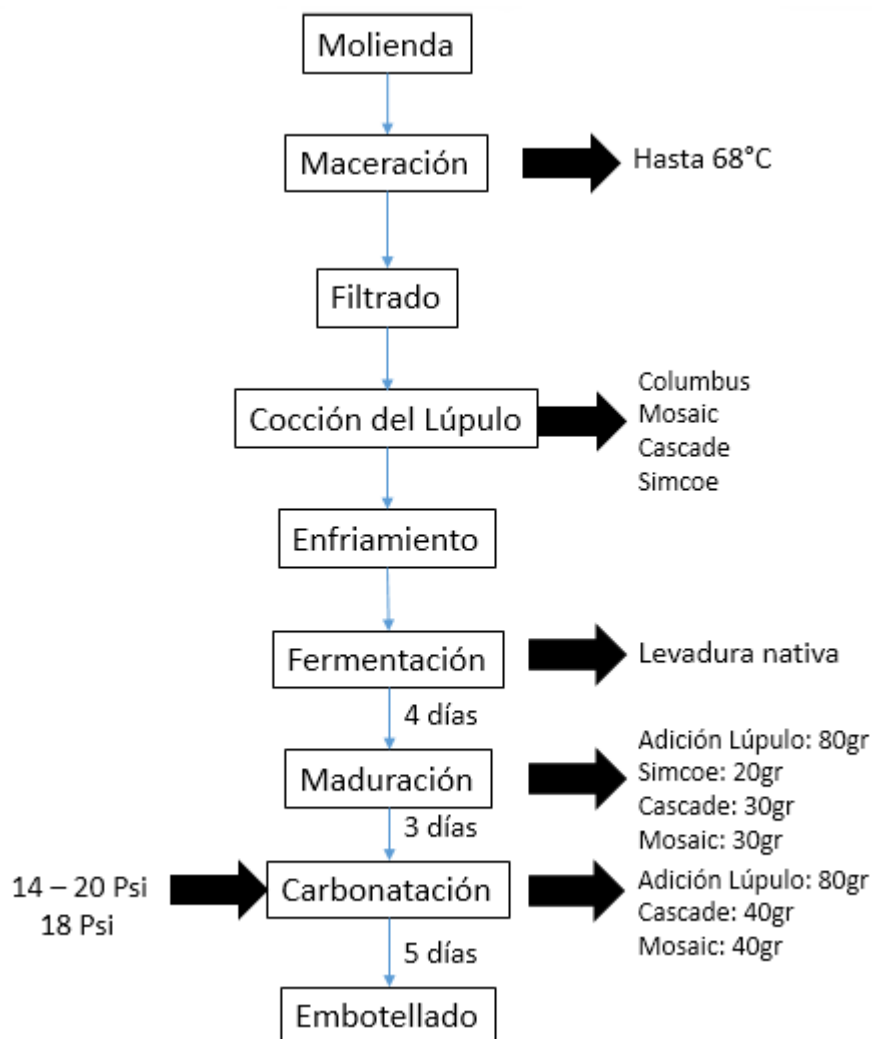 Molienda
Maceración
Hasta 68°C
Filtrado
Cocción del Lúpulo
Columbus
Mosaic
Cascade
Simcoe
Enfriamiento
Fermentación
Levadura nativa
4 días
Maduración
Adición Lúpulo: 80gr
Simcoe: 20gr
Cascade: 30gr
Mosaic: 30gr
3 días
14 – 20 Psi
18 Psi
Carbonatación
Adición Lúpulo: 80gr
Cascade: 40gr
Mosaic: 40gr
5 días
Embotellado